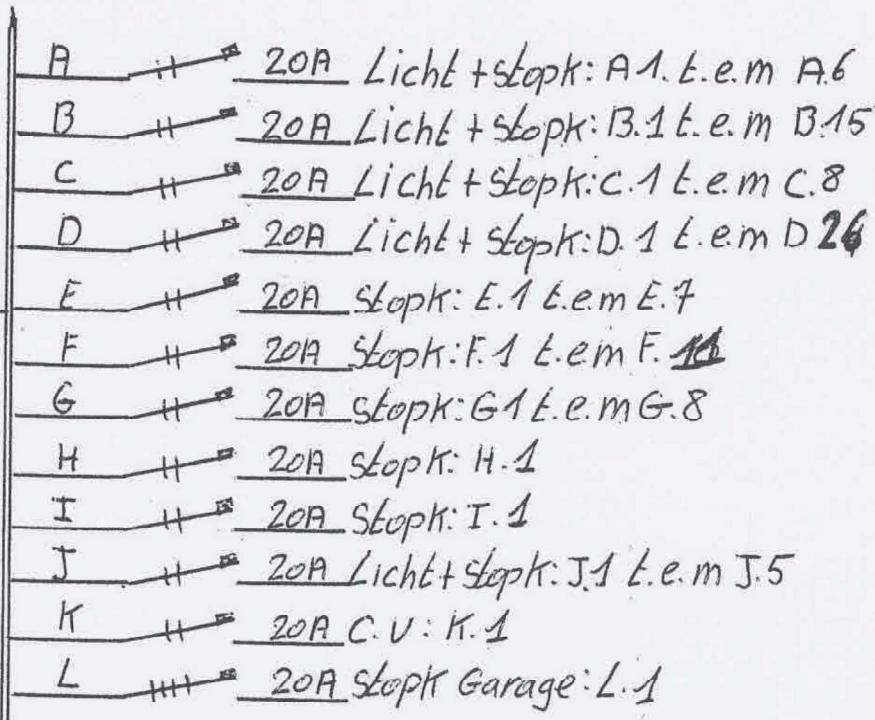 A 20A Licht + Stopk: A 1. t.e.m A.6
B 20A Licht + Stopk: B.1 t.e.m B.15
C 20A Licht + Stopk: C.1 t.e.m C.8
D 20A Licht + Stopk: D.1 t.e.m D 26
E 20A Stopk: E.1 t.e.m E.7
F 20A Stopk: F.1 t.e.m F. 11
G 20A Stopk: G1 t.e.m G.8
H 20A Stopk: H.1
I 20A Stopk: I.1
J 20A Licht + Stopk: J.1 t.e.m J.5
K 20A C.V: K.1
L 20A Stopk Garage: L.1